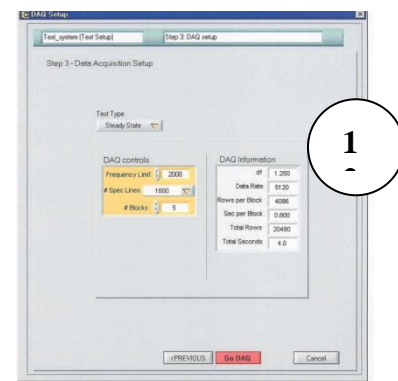 DAQ Setup
Test_system (Test Setup) Step 3: DAQ setup
Step 3 - Data Acquisition Setup
Test Type
Steady State
DAQ controls
Frequency Limit 2000
# Spec Lines 1600
# Blocks 5
DAQ Information
df 1.250
Data Rate 5120
Rows per Block 4096
Sec per Block 0.800
Total Rows 20480
Total Seconds 4.0
1
<PREVIOUS Go DAQ Cancel